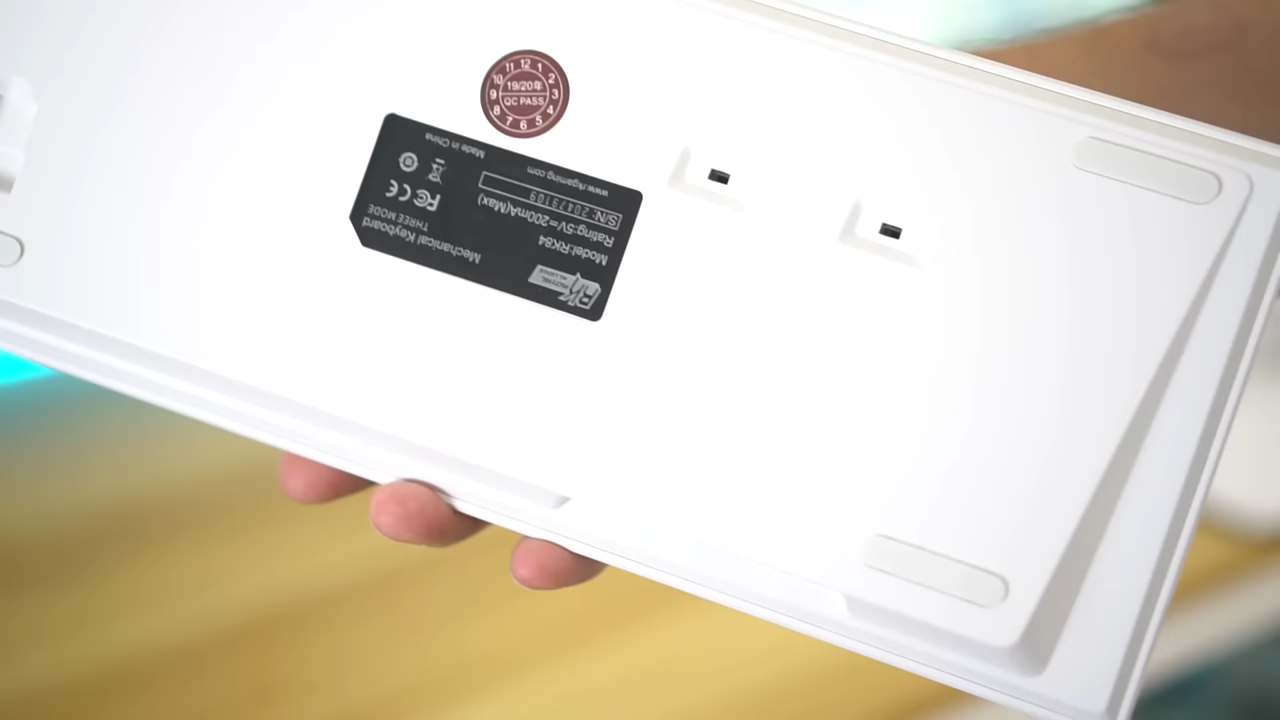 11 12 1
10 2
19/20年
9 3
QC PASS
8 4
7 6 5
RK
ROYAL
KLUDGE
Mechanical Keyboard
THREE MODE
Model:RK84
Rating:5V=200mA(Max)
S/N: 20473109
FC CE
www.rkgaming.com
Made in China